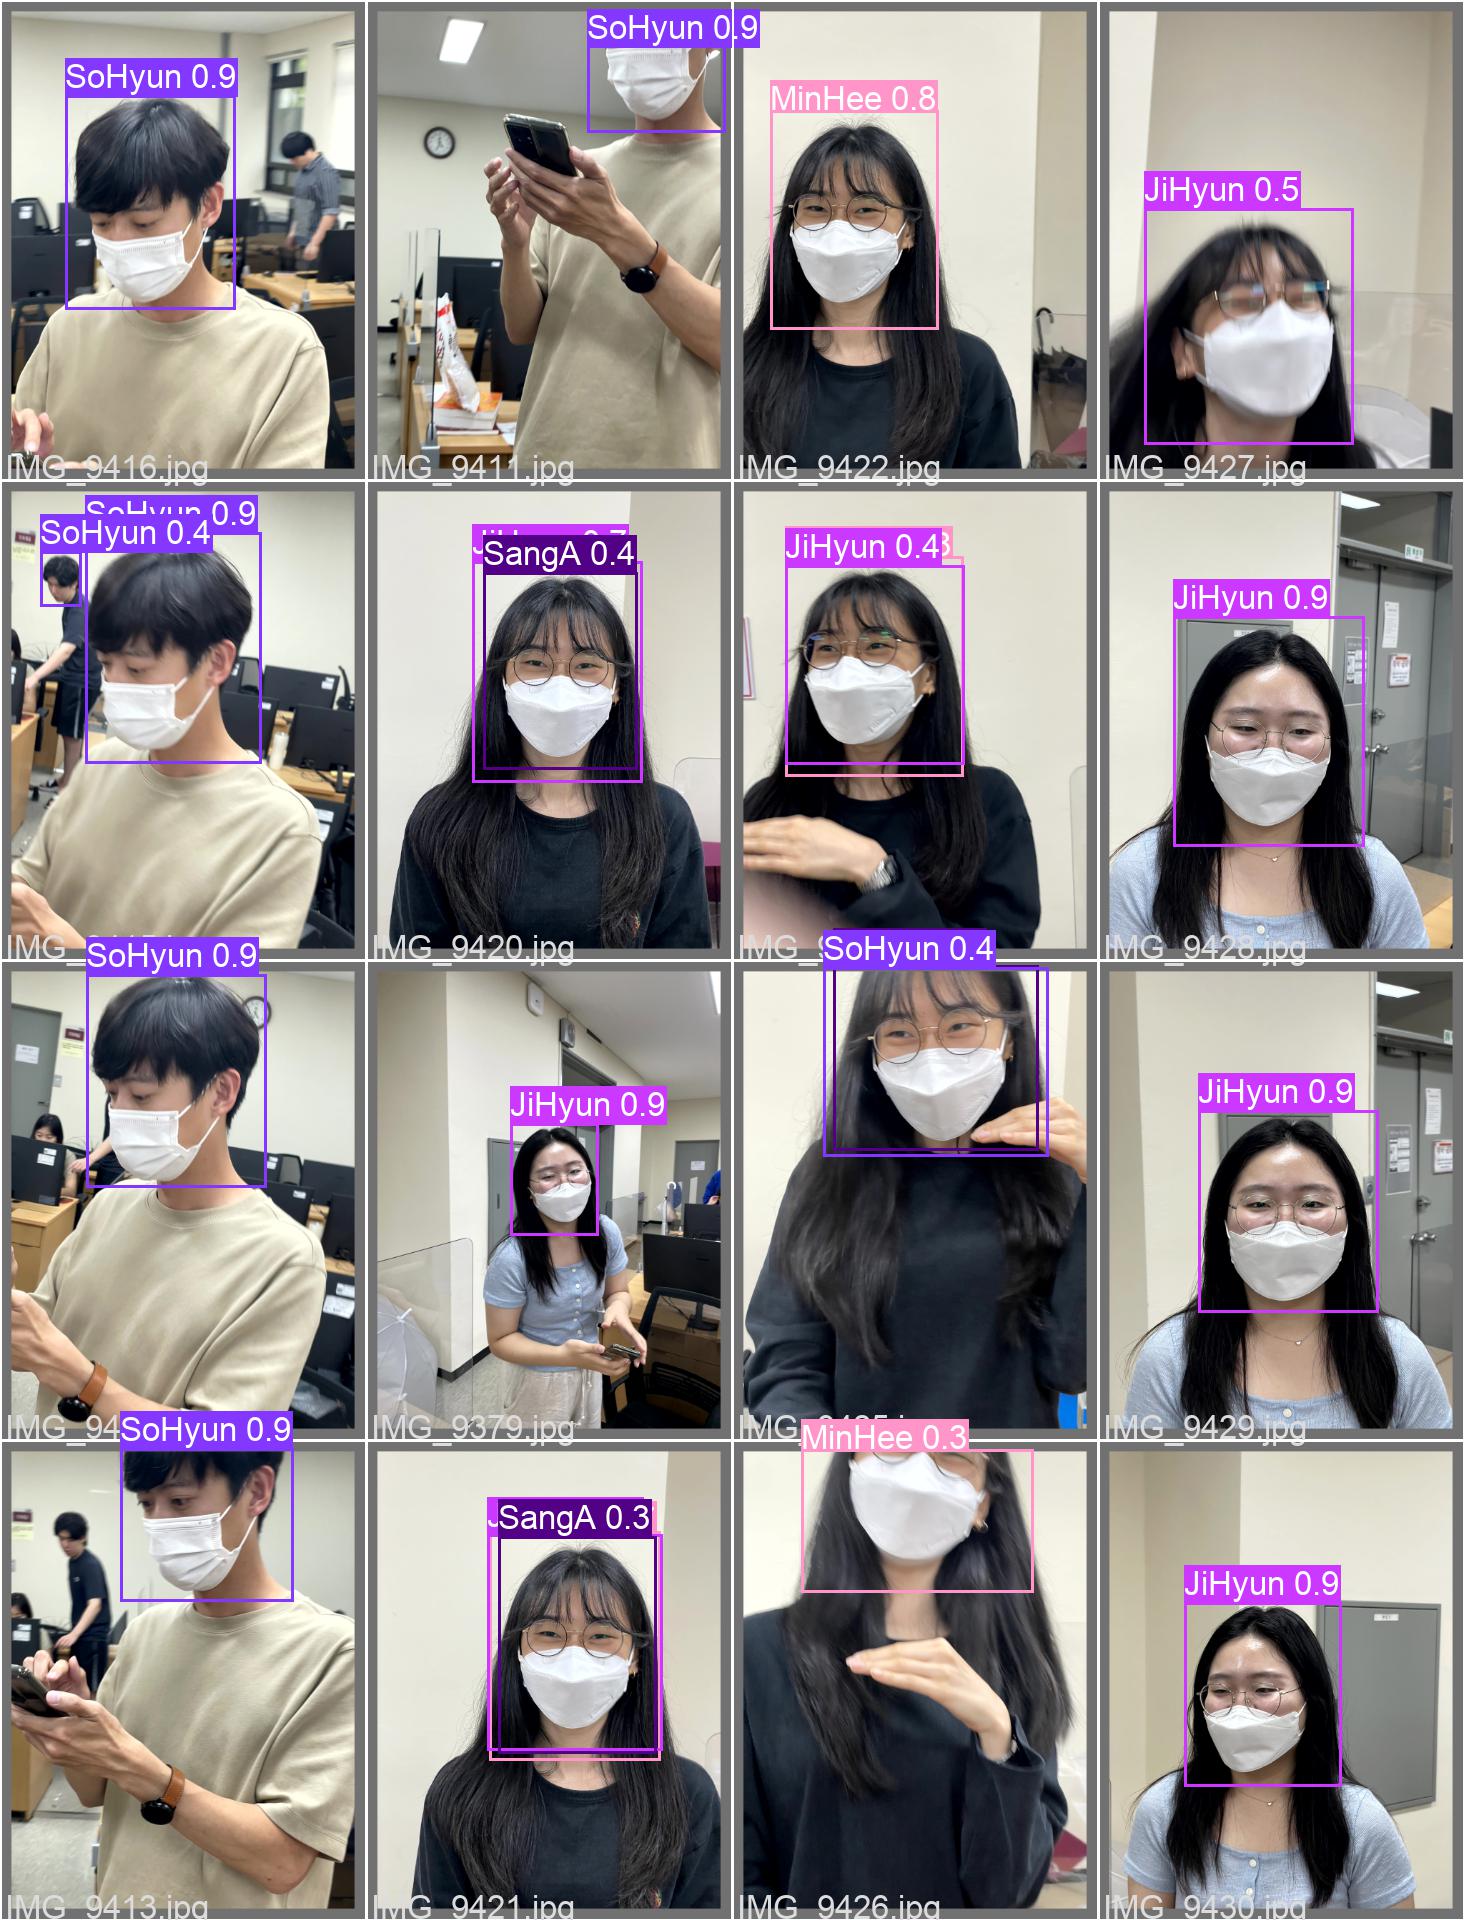 SoHyun 0.9
SoHyun 0.9
MinHee 0.8
JiHyun 0.5
IMG_9416.jpg
IMG_9411.jpg
IMG_9422.jpg
IMG_9427.jpg
SoHyun 0.9
SoHyun 0.4
SangA 0.4
JiHyun 0.4
JiHyun 0.9
IMG_9420.jpg
IMG_9428.jpg
SoHyun 0.9
JiHyun 0.9
SoHyun 0.4
JiHyun 0.9
IMG_9379.jpg
IMG_9429.jpg
SoHyun 0.9
SangA 0.3
MinHee 0.3
JiHyun 0.9
IMG_9413.jpg
IMG_9421.jpg
IMG_9426.jpg
IMG_9430.jpg